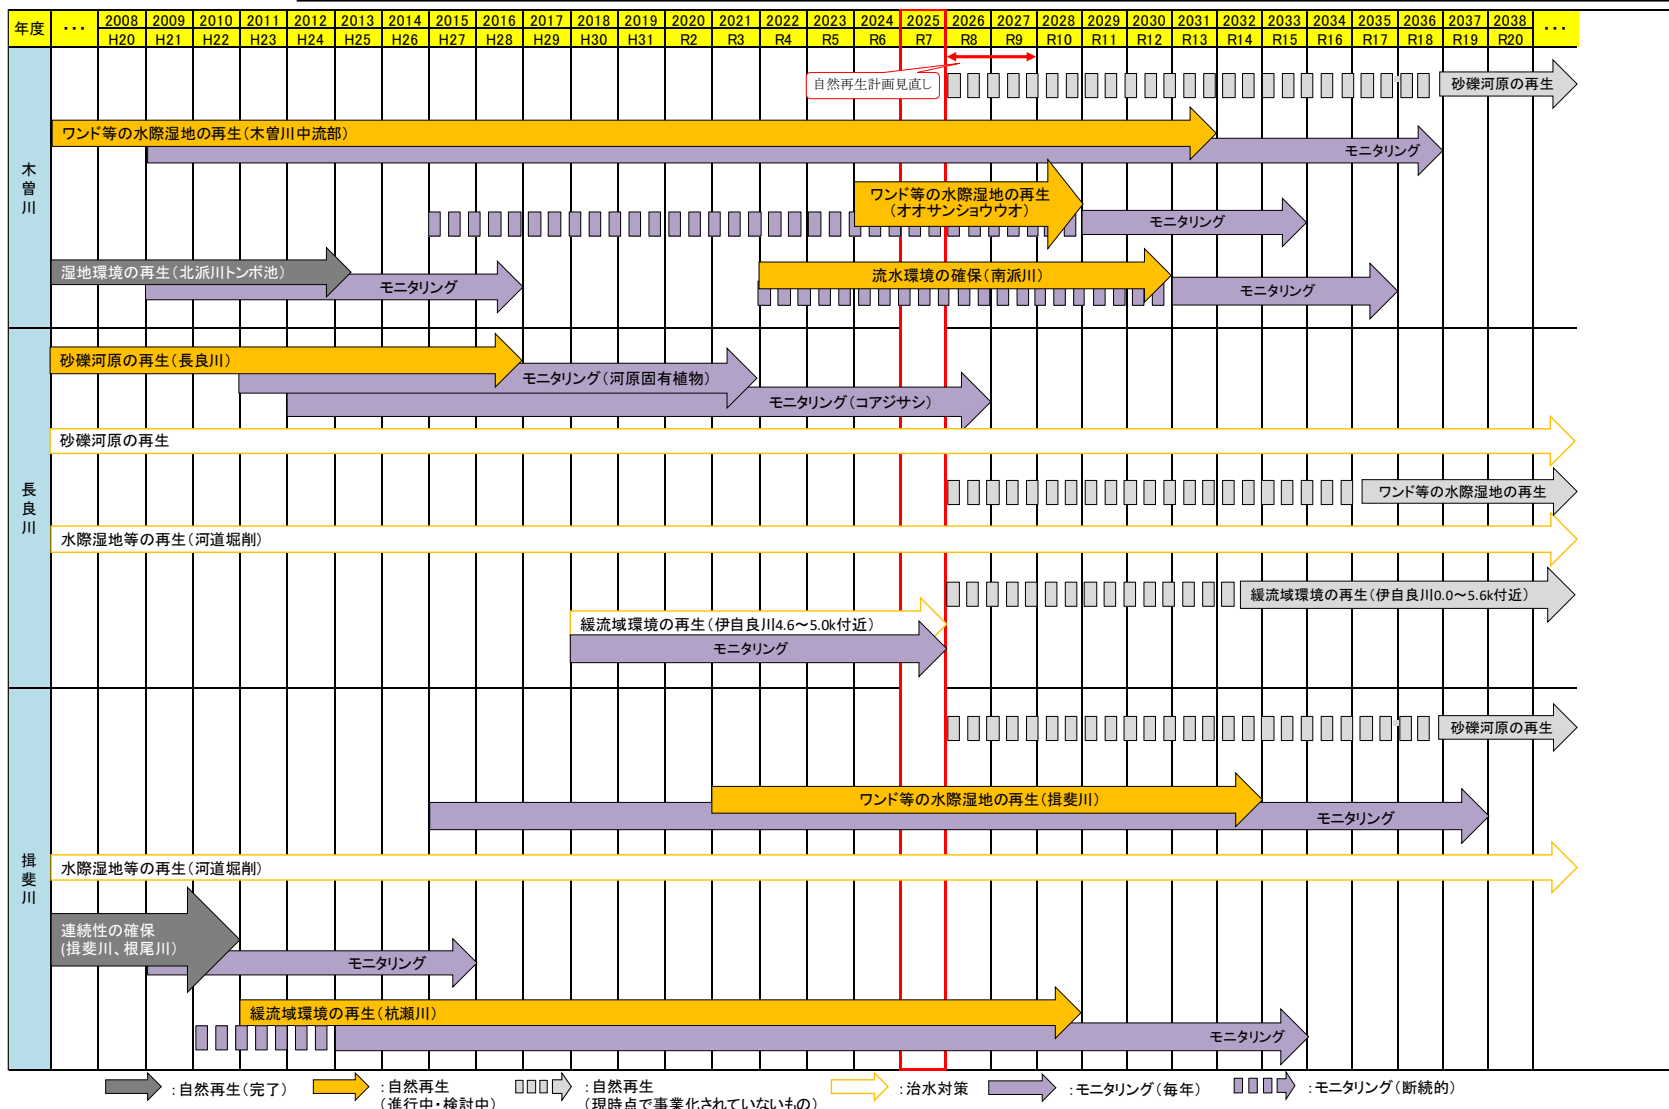 年度 ・・・ 2008 2009 2010 2011 2012 2013 2014 2015 2016 2017 2018 2019 2020 2021 2022 2023 2024 2025 2026 2027 2028 2029 2030 2031 2032 2033 2034 2035 2036 2037 2038 ・・・
H20 H21 H22 H23 H24 H25 H26 H27 H28 H29 H30 H31 R2 R3 R4 R5 R6 R7 R8 R9 R10 R11 R12 R13 R14 R15 R16 R17 R18 R19 R20
木曽川
自然再生計画見直し
砂礫河原の再生
ワンド等の水際湿地の再生(木曽川中流部)
モニタリング
ワンド等の水際湿地の再生
(オオサンショウウオ)
モニタリング
湿地環境の再生(北派川トンボ池)
モニタリング
流水環境の確保(南派川)
モニタリング
長良川
砂礫河原の再生(長良川)
モニタリング(河原固有植物)
モニタリング(コアジサシ)
砂礫河原の再生
ワンド等の水際湿地の再生
水際湿地等の再生(河道掘削)
緩流域環境の再生(伊自良川0.0～5.6k付近)
緩流域環境の再生(伊自良川4.6～5.0k付近)
モニタリング
揖斐川
砂礫河原の再生
ワンド等の水際湿地の再生(揖斐川)
モニタリング
水際湿地等の再生(河道掘削)
連続性の確保
(揖斐川、根尾川)
モニタリング
緩流域環境の再生(杭瀬川)
モニタリング
:自然再生(完了)
:自然再生
(進行中・検討中)
:自然再生
(現時点で事業化されていないもの)
:治水対策
:モニタリング(毎年)
:モニタリング(断続的)